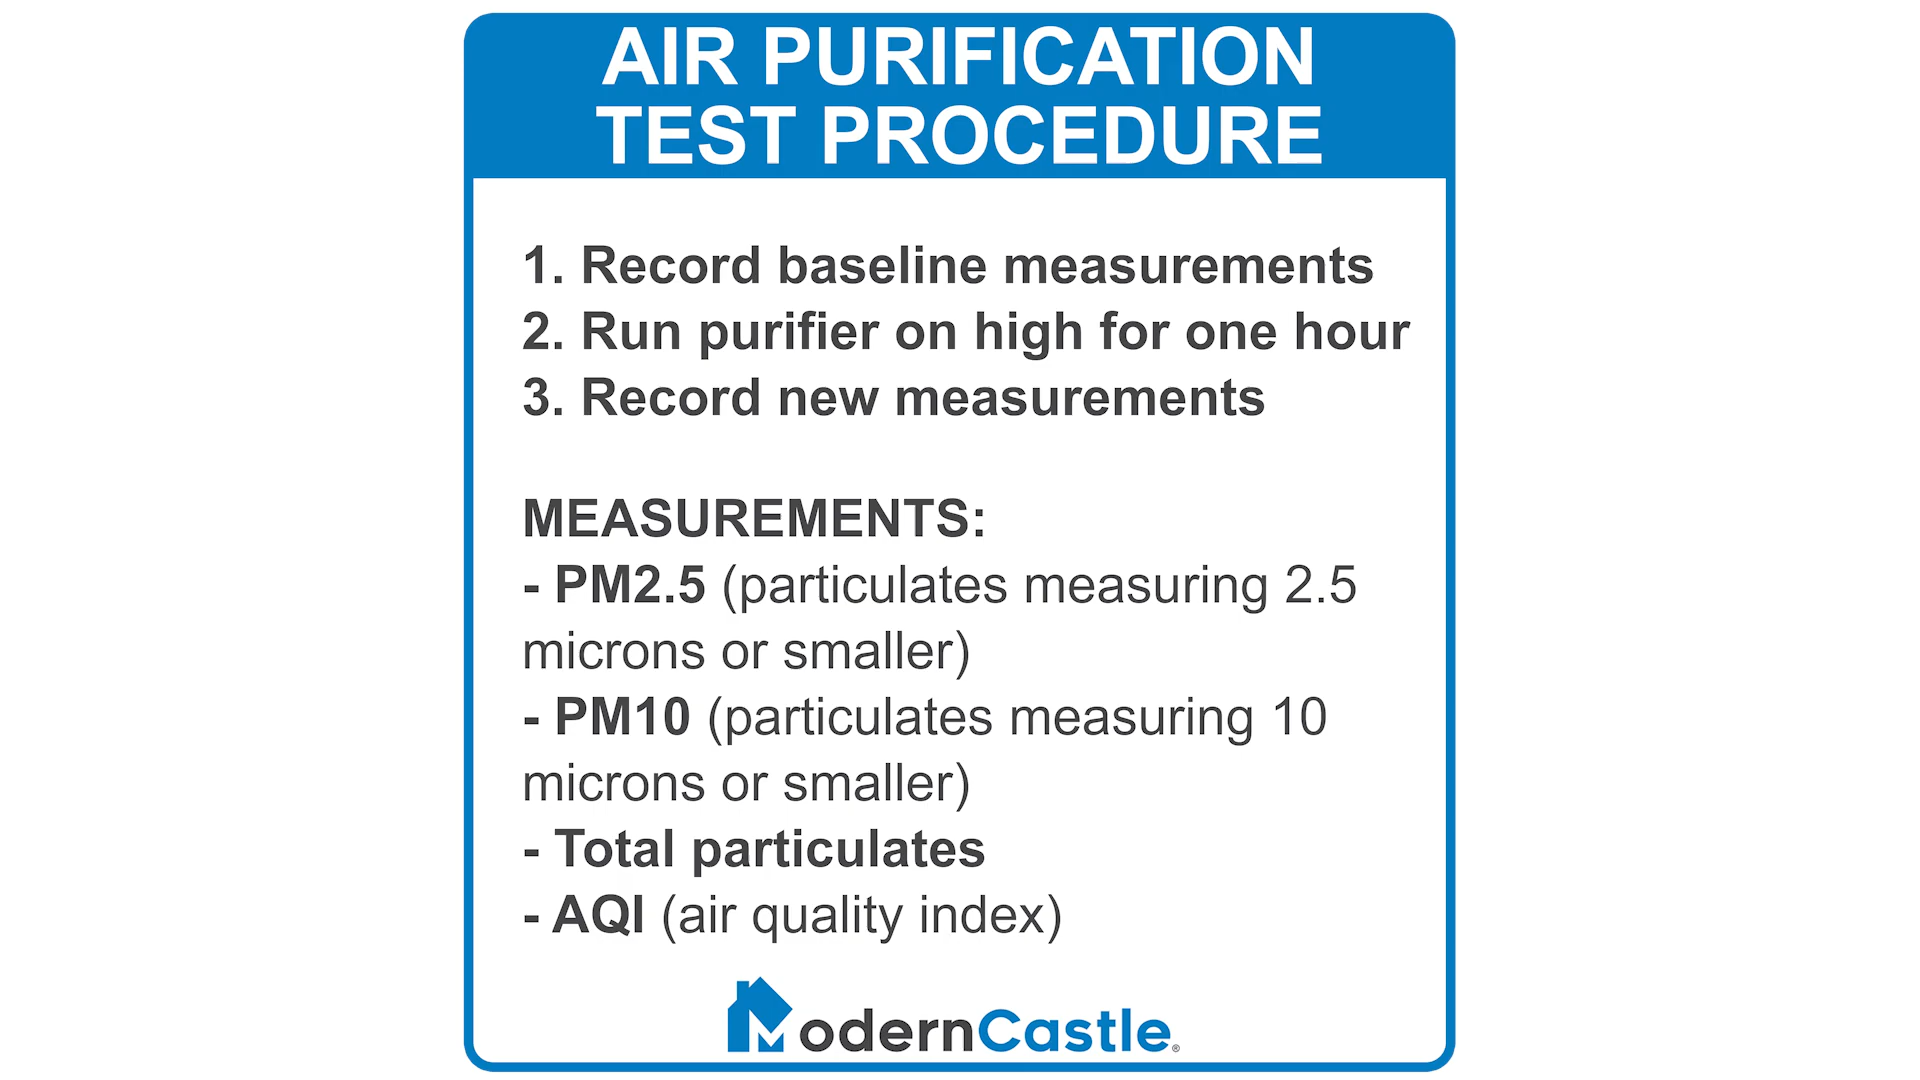 AIR PURIFICATION
TEST PROCEDURE
1. Record baseline measurements
2. Run purifier on high for one hour
3. Record new measurements
MEASUREMENTS:
- PM2.5 (particulates measuring 2.5
microns or smaller)
- PM10 (particulates measuring 10
microns or smaller)
- Total particulates
- AQI (air quality index)
ModernCastle®